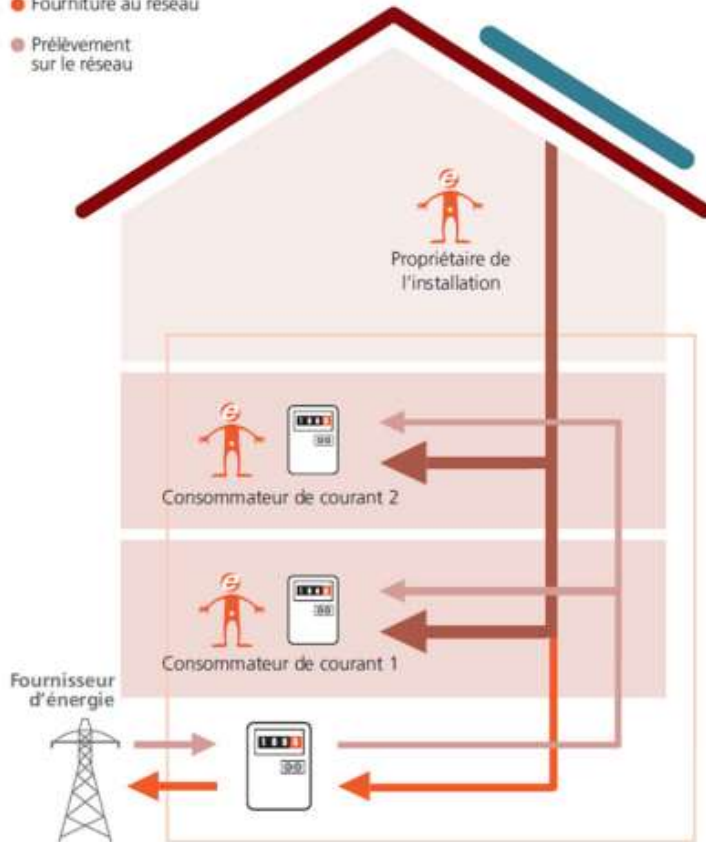 Fourniture au réseau
Prélèvement
sur le réseau
Propriétaire de
l'installation
Consommateur de courant 2
Consommateur de courant 1
Fournisseur
d'énergie